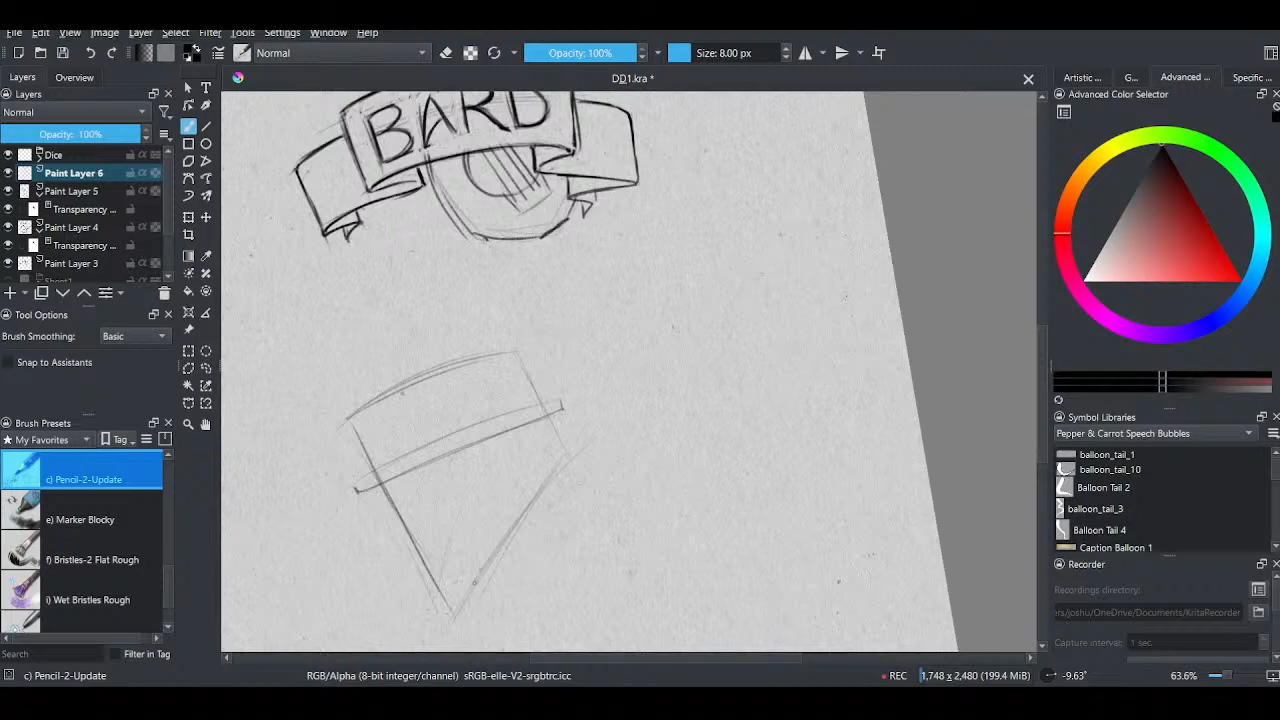 File Edit View Image Layer Select Filter Tools Settings Window Help
Normal Opacity: 100% Size: 8.00 px
Layers Overview DD1.kra * Artistic ... G... Advanced ... Specific ...
Layers Advanced Color Selector
Normal
Opacity: 100%
Dice
Paint Layer 6
Paint Layer 5
Transparency ...
Paint Layer 4
Transparency ...
Paint Layer 3
BARD
Tool Options
Brush Smoothing: Basic
Snap to Assistants
Brush Presets
My Favorites Tag
c) Pencil-2-Update
e) Marker Blocky
f) Bristles-2 Flat Rough
i) Wet Bristles Rough
Search Filter in Tag
Symbol Libraries
Pepper & Carrot Speech Bubbles
balloon_tail_1
balloon_tail_10
Balloon Tail 2
balloon_tail_3
Balloon Tail 4
Caption Balloon 1
Recorder
Recordings directory:
ers/joshu/OneDrive/Documents/KritaRecorder
Capture interval: 1 sec.
c) Pencil-2-Update RGB/Alpha (8-bit integer/channel) sRGB-elle-V2-srgbtrc.icc REC 1,748 x 2,480 (199.4 MiB) -9.63° 63.6%